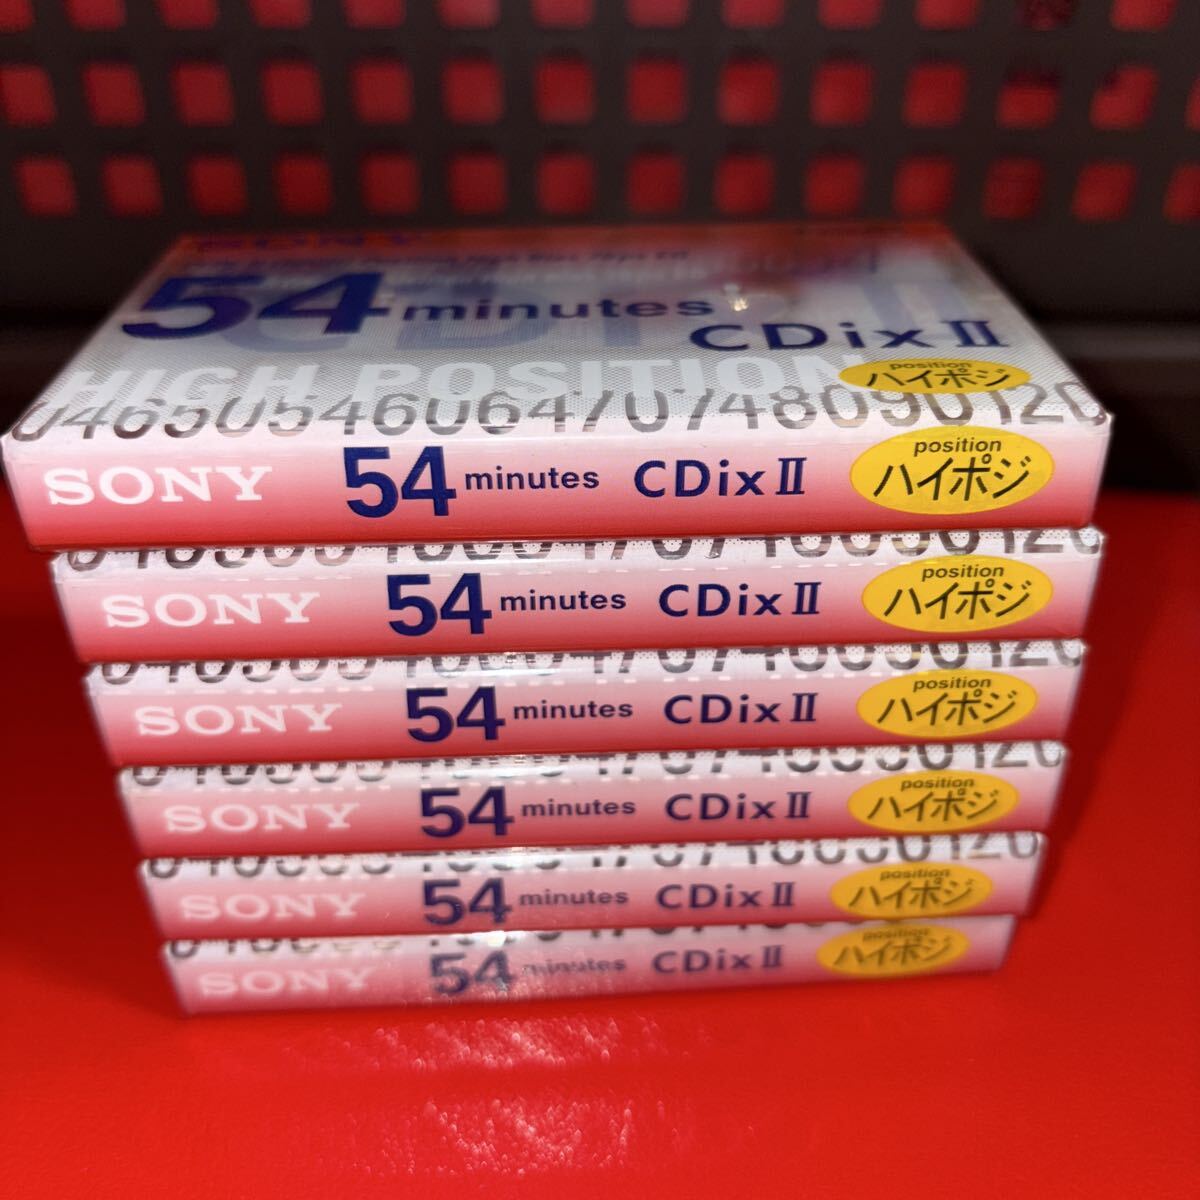 SONY
54 minutes
CDix II
HIGH POSITION
position
ハイポジ
0465054606470748090120
SONY 54 minutes CDix II position ハイポジ
SONY 54 minutes CDix II position ハイポジ
SONY 54 minutes CDix II position ハイポジ
SONY 54 minutes CDix II position ハイポジ
SONY 54 minutes CDix II position ハイポジ
SONY 54 minutes CDix II position ハイポジ